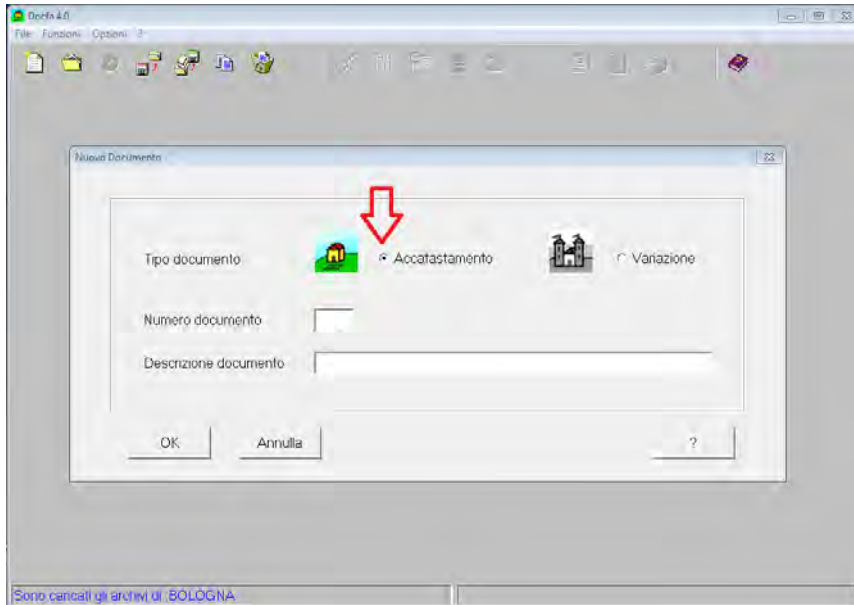 Docfa 4.0
File Funzioni Opzioni ?
Nuovo Documento
Tipo documento Accatastamento Variazione
Numero documento
Descrizione documento
OK Annulla ?
Sono caricati gli archivi di :BOLOGNA